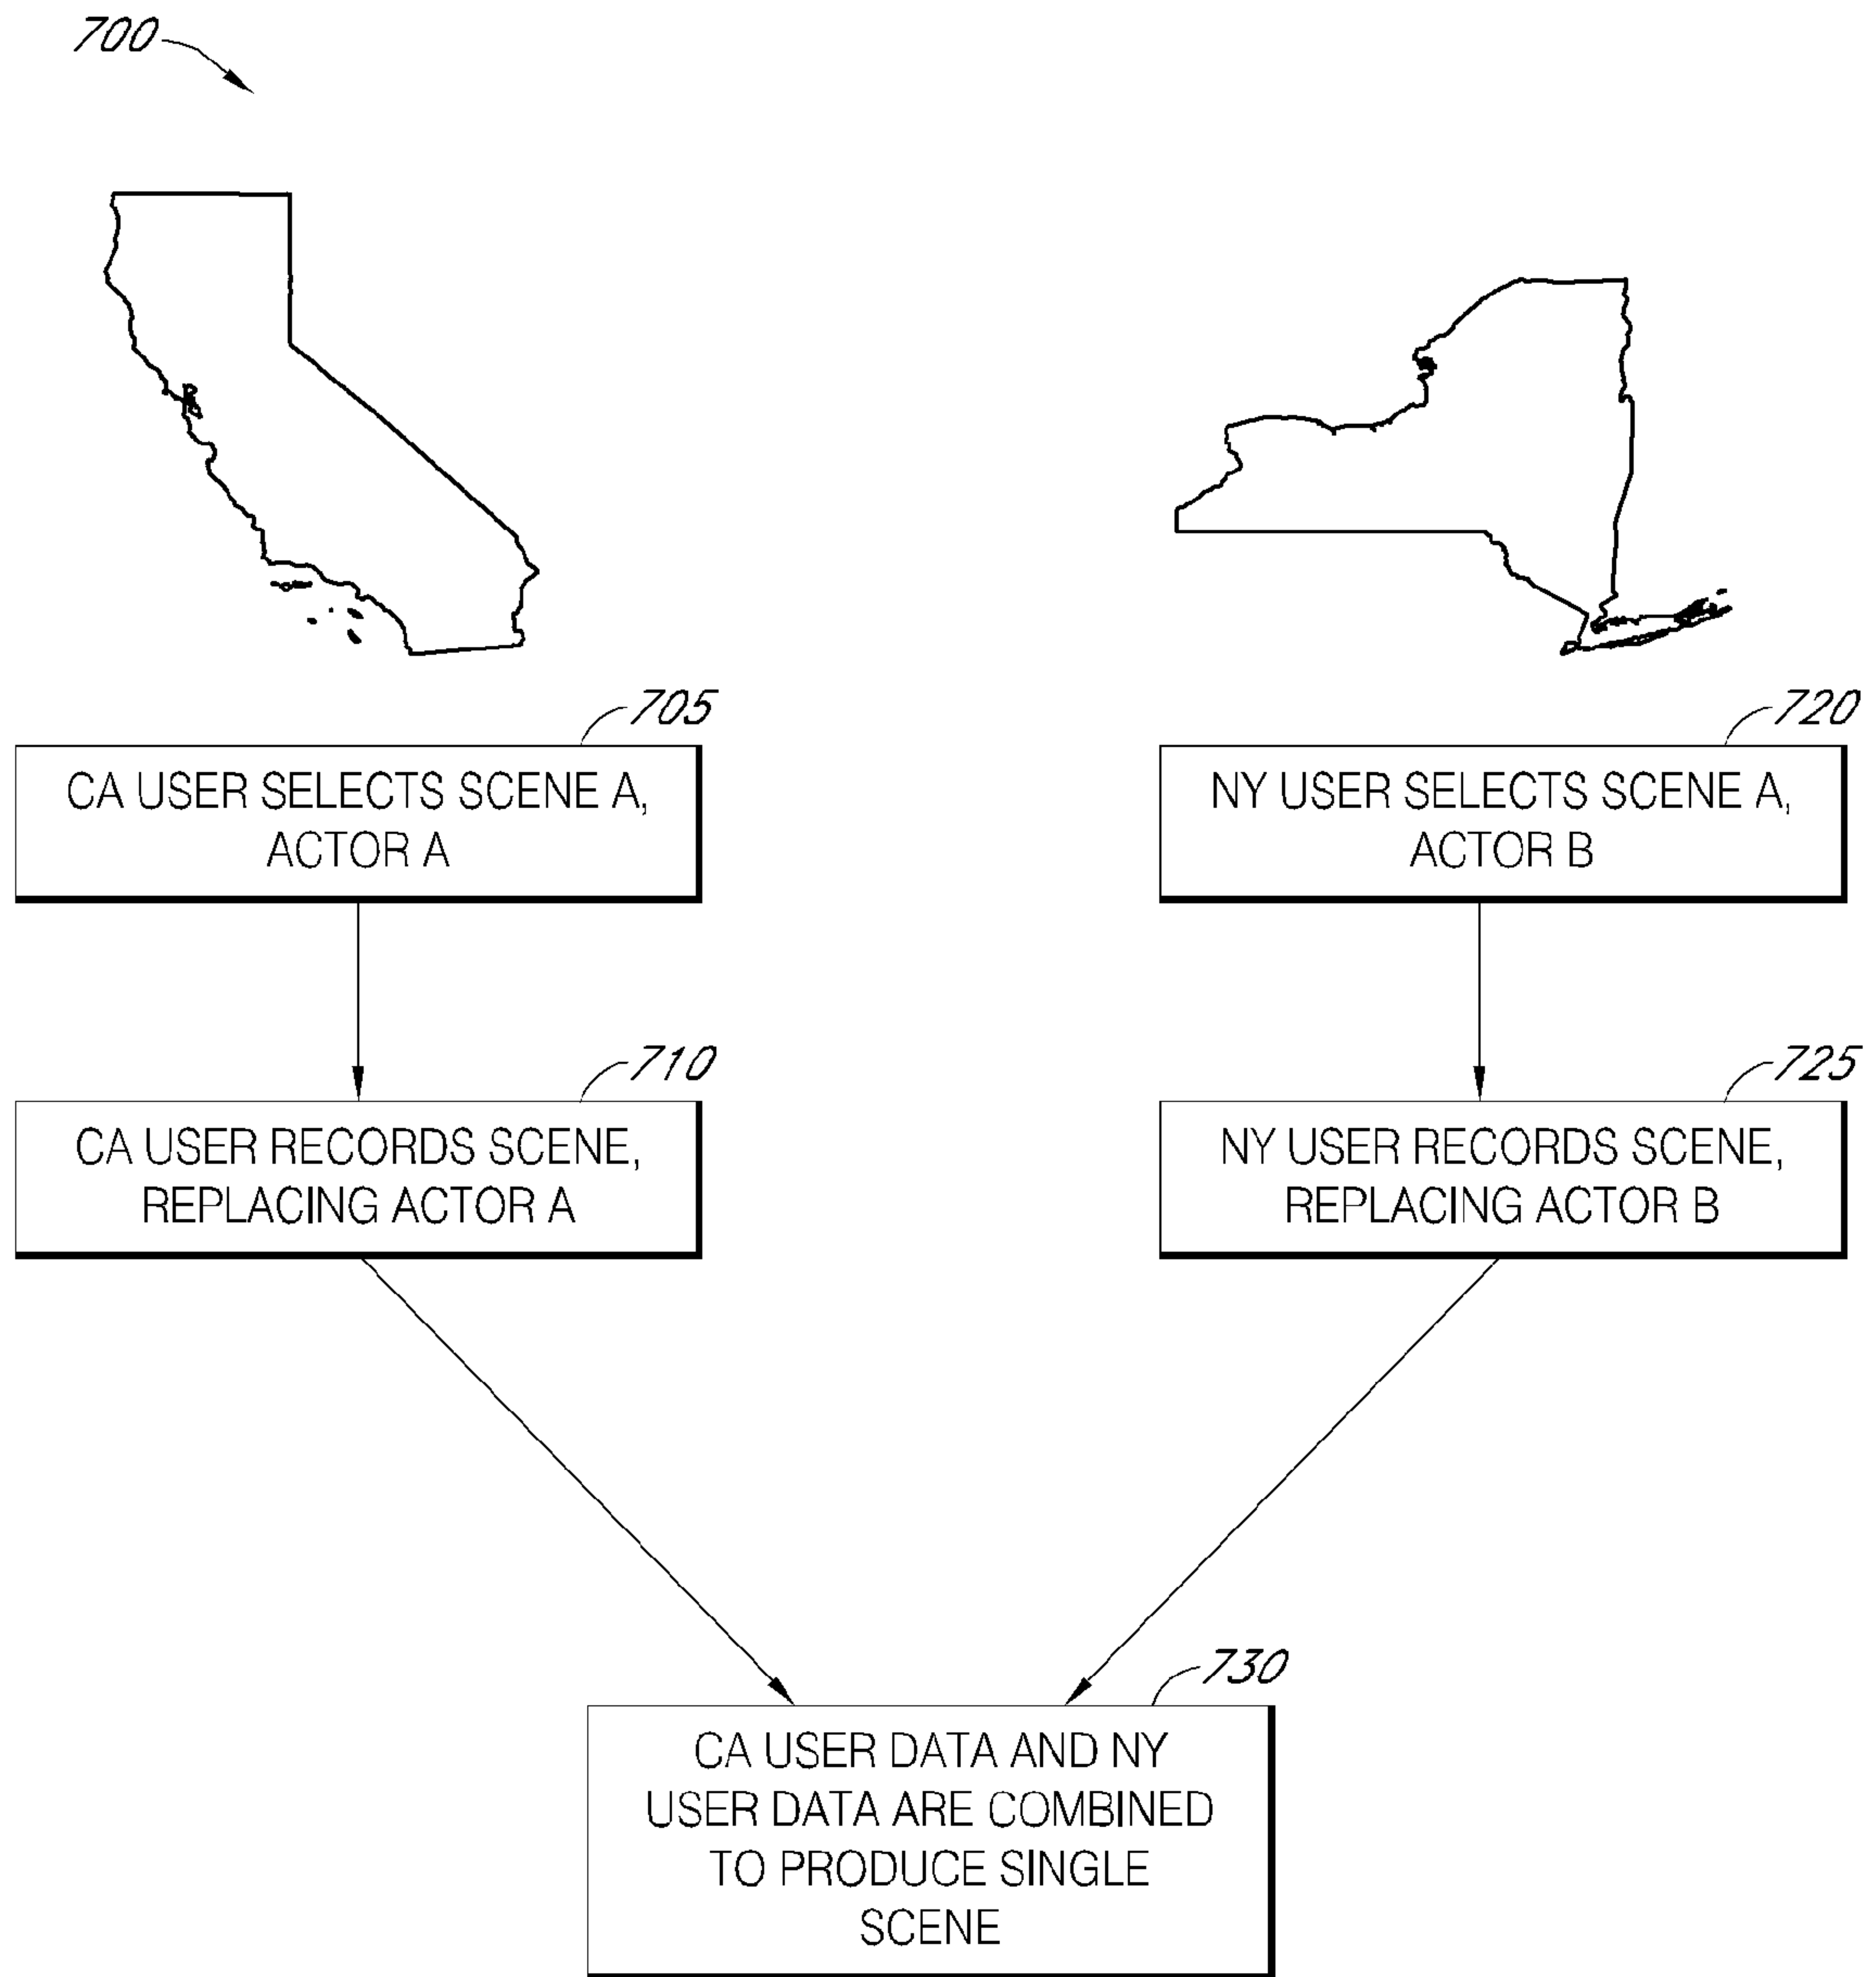 700
705
CA USER SELECTS SCENE A,
ACTOR A
720
NY USER SELECTS SCENE A,
ACTOR B
710
CA USER RECORDS SCENE,
REPLACING ACTOR A
725
NY USER RECORDS SCENE,
REPLACING ACTOR B
730
CA USER DATA AND NY
USER DATA ARE COMBINED
TO PRODUCE SINGLE
SCENE